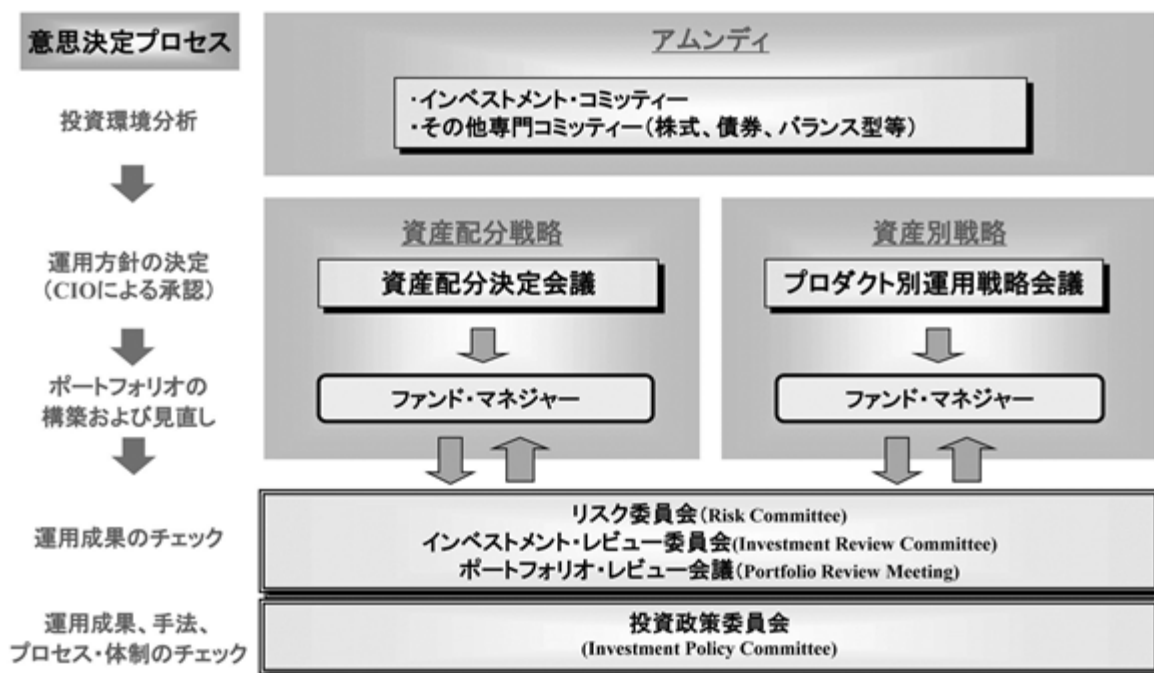 意思決定プロセス
アムンディ
投資環境分析
・インベストメント・コミッティー
・その他専門コミッティー(株式、債券、バランス型等)
資産配分戦略
資産別戦略
運用方針の決定
(CIOによる承認)
資産配分決定会議
プロダクト別運用戦略会議
ポートフォリオの
構築および見直し
ファンド・マネジャー
ファンド・マネジャー
運用成果のチェック
リスク委員会(Risk Committee)
インベストメント・レビュー委員会(Investment Review Committee)
ポートフォリオ・レビュー会議(Portfolio Review Meeting)
運用成果、手法、
プロセス・体制のチェック
投資政策委員会
(Investment Policy Committee)